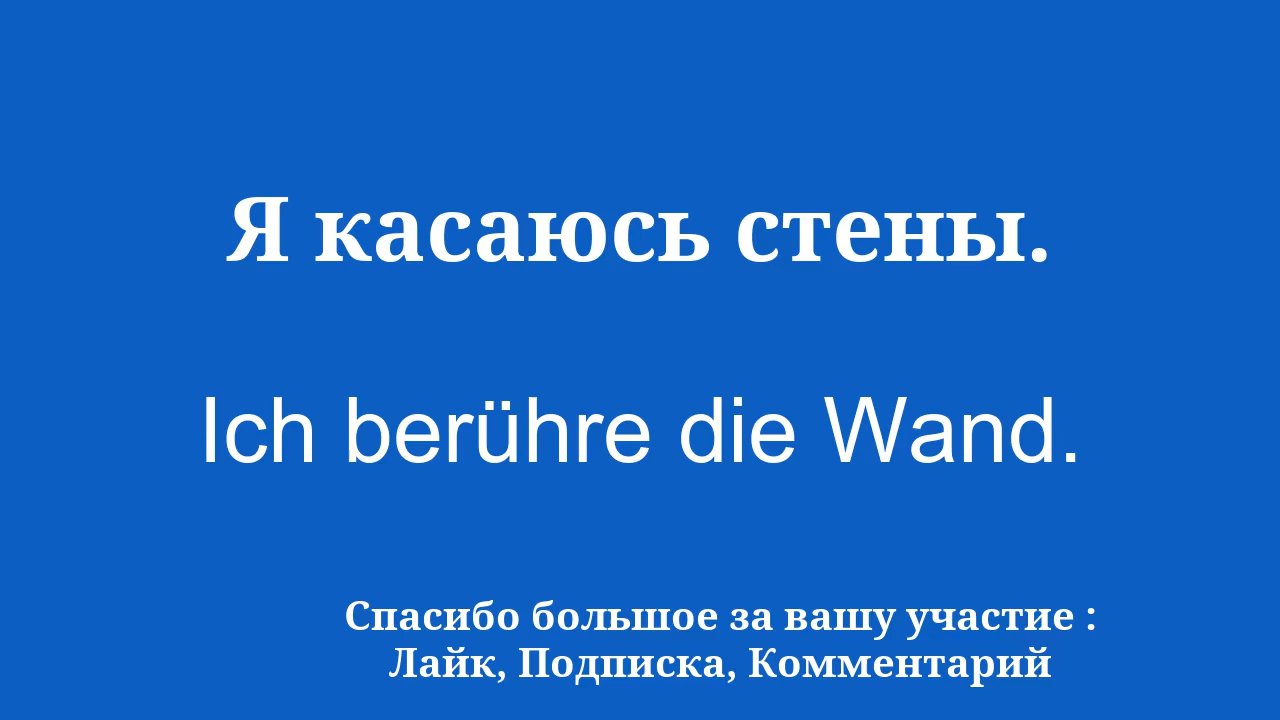 Я касаюсь стены.
Ich berühre die Wand.
Спасибо большое за вашу участие :
Лайк, Подписка, Комментарий